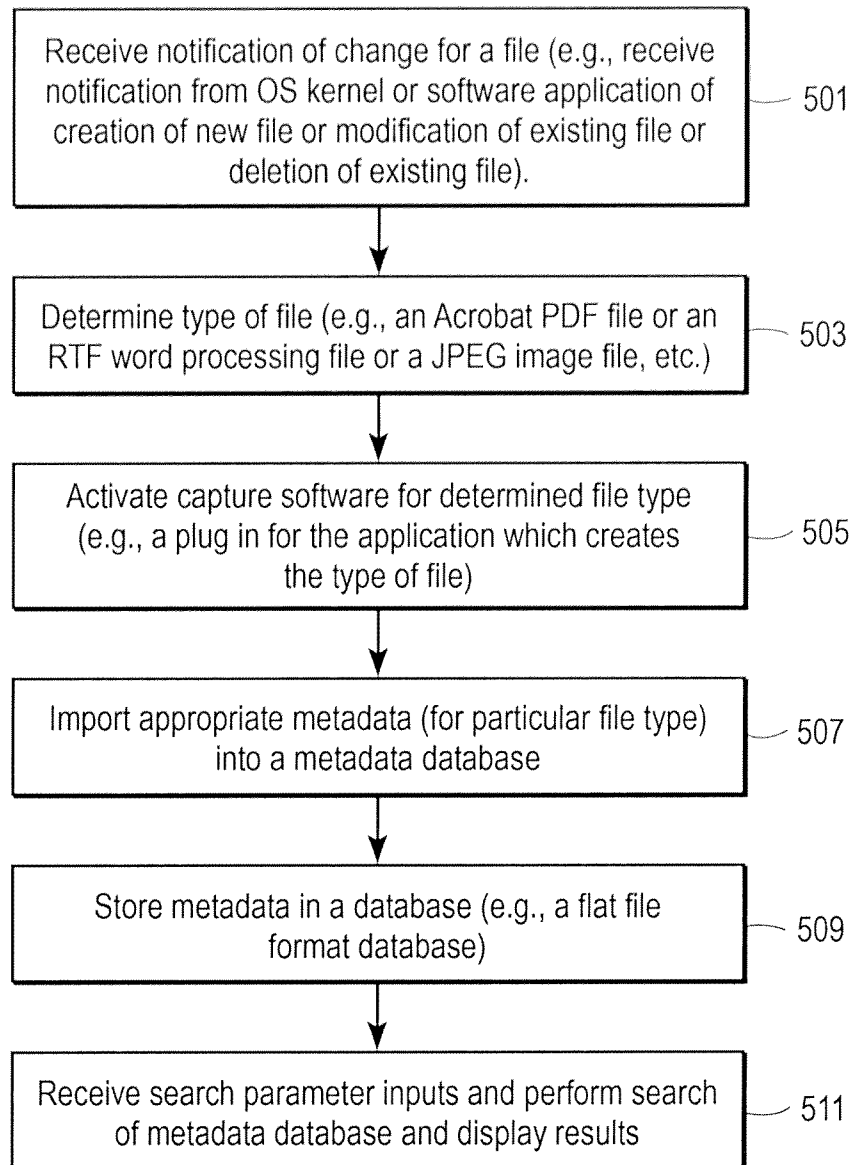 Receive notification of change for a file (e.g., receive
notification from OS kernel or software application of
creation of new file or modification of existing file or
deletion of existing file).
501
Determine type of file (e.g., an Acrobat PDF file or an
RTF word processing file or a JPEG image file, etc.)
503
Activate capture software for determined file type
(e.g., a plug in for the application which creates
the type of file)
505
Import appropriate metadata (for particular file type)
into a metadata database
507
Store metadata in a database (e.g., a flat file
format database)
509
Receive search parameter inputs and perform search
of metadata database and display results
511